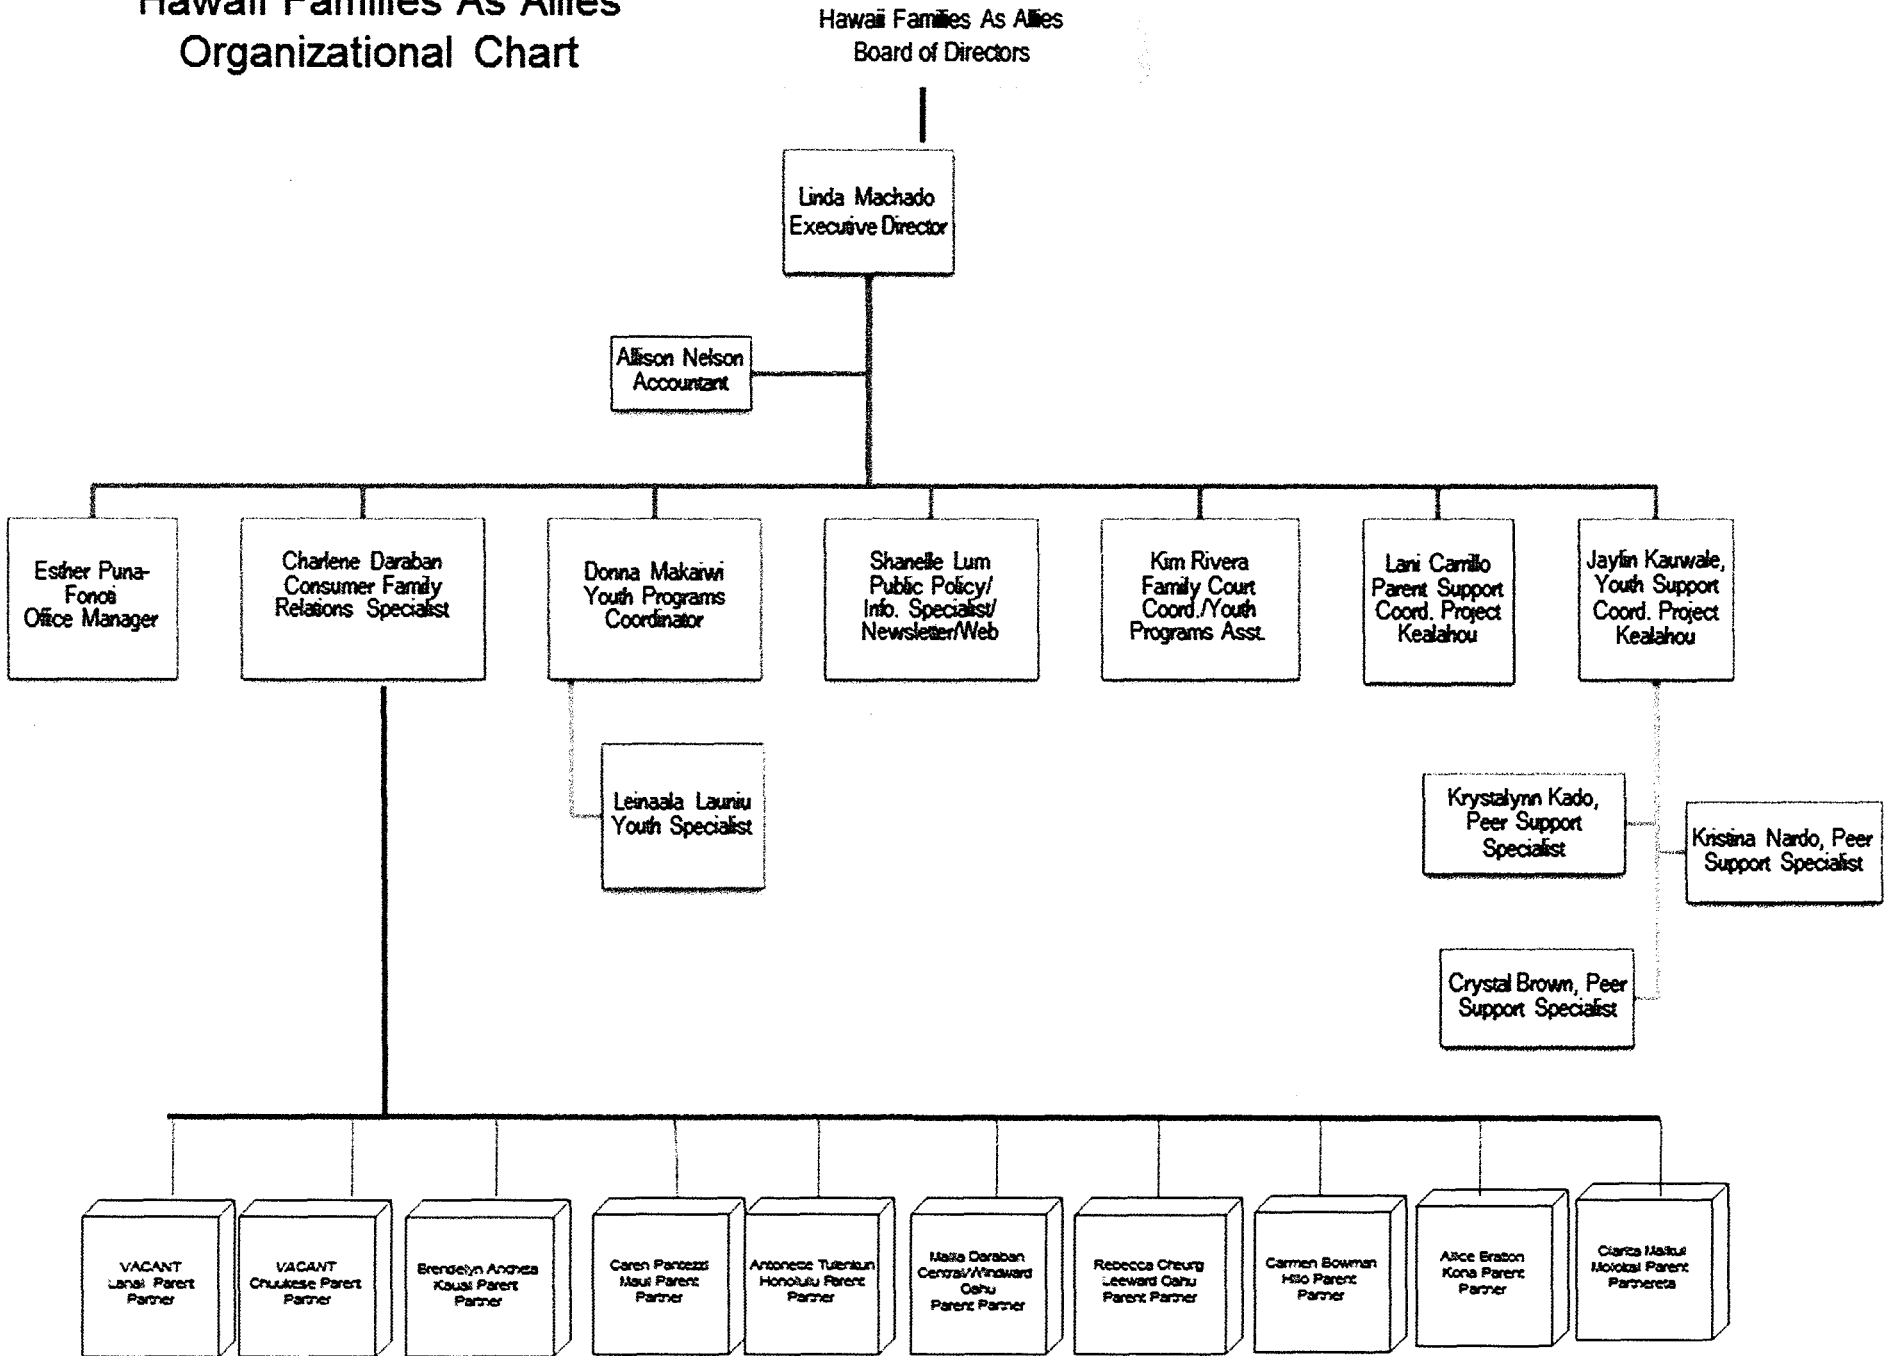 Hawaii Families As Allies
Organizational Chart
Hawaii Families As Allies
Board of Directors
Linda Machado
Executive Director
Allison Nelson
Accountant
Esther Puna-
Fonoti
Office Manager
Charlene Daraban
Consumer Family
Relations Specialist
Donna Makaiwi
Youth Programs
Coordinator
Shanelle Lum
Public Policy/
Info. Specialist/
Newsletter/Web
Kim Rivera
Family Court
Coord./Youth
Programs Asst.
Lani Carrillo
Parent Support
Coord. Project
Kealahou
Jaylin Kauwale,
Youth Support
Coord. Project
Kealahou
Leinaala Launiu
Youth Specialist
Krystalynn Kado,
Peer Support
Specialist
Kristina Nardo, Peer
Support Specialist
Crystal Brown, Peer
Support Specialist
VACANT
Lanai Parent
Partner
VACANT
Chuukese Parent
Partner
Brendelyn
Kauai Parent
Partner
Caren
Maui Parent
Partner
Honolulu Parent
Partner
Daraban
Central/Windward
Oahu
Parent Partner
Rebecca Cheung
Leeward Oahu
Parent Partner
Carmen Bowman
Hilo Parent
Partner
Alice
Kona Parent
Partner
Molokai Parent